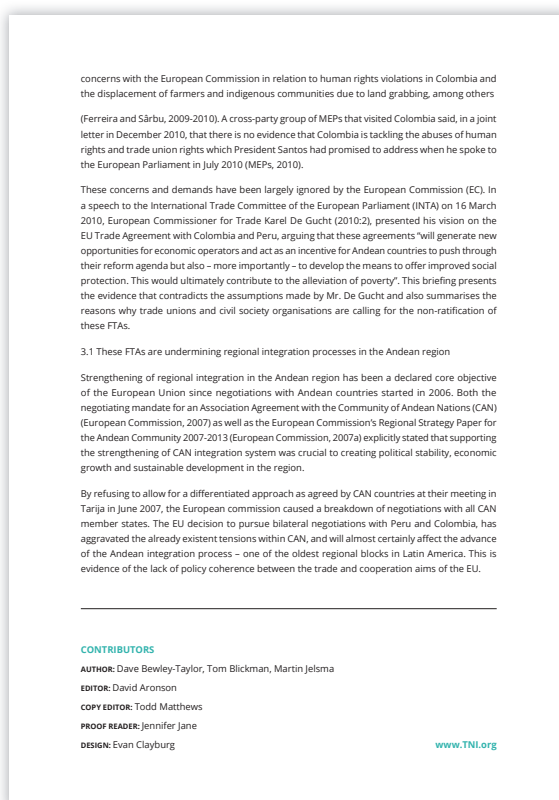 concerns with the European Commission in relation to human rights violations in Colombia and
the displacement of farmers and indigenous communities due to land grabbing, among others
(Ferreira and Sârbu, 2009-2010). A cross-party group of MEPs that visited Colombia said, in a joint
letter in December 2010, that there is no evidence that Colombia is tackling the abuses of human
rights and trade union rights which President Santos had promised to address when he spoke to
the European Parliament in July 2010 (MEPs, 2010).
These concerns and demands have been largely ignored by the European Commission (EC). In
a speech to the International Trade Committee of the European Parliament (INTA) on 16 March
2010, European Commissioner for Trade Karel De Gucht (2010:2), presented his vision on the
EU Trade Agreement with Colombia and Peru, arguing that these agreements “will generate new
opportunities for economic operators and act as an incentive for Andean countries to push through
their reform agenda but also – more importantly – to develop the means to offer improved social
protection. This would ultimately contribute to the alleviation of poverty”. This briefing presents
the evidence that contradicts the assumptions made by Mr. De Gucht and also summarises the
reasons why trade unions and civil society organisations are calling for the non-ratification of
these FTAs.
3.1 These FTAs are undermining regional integration processes in the Andean region
Strengthening of regional integration in the Andean region has been a declared core objective
of the European Union since negotiations with Andean countries started in 2006. Both the
negotiating mandate for an Association Agreement with the Community of Andean Nations (CAN)
(European Commission, 2007) as well as the European Commission’s Regional Strategy Paper for
the Andean Community 2007-2013 (European Commission, 2007a) explicitly stated that supporting
the strengthening of CAN integration system was crucial to creating political stability, economic
growth and sustainable development in the region.
By refusing to allow for a differentiated approach as agreed by CAN countries at their meeting in
Tarija in June 2007, the European commission caused a breakdown of negotiations with all CAN
member states. The EU decision to pursue bilateral negotiations with Peru and Colombia, has
aggravated the already existent tensions within CAN, and will almost certainly affect the advance
of the Andean integration process – one of the oldest regional blocks in Latin America. This is
evidence of the lack of policy coherence between the trade and cooperation aims of the EU.
CONTRIBUTORS
AUTHOR: Dave Bewley-Taylor, Tom Blickman, Martin Jelsma
EDITOR: David Aronson
COPY EDITOR: Todd Matthews
PROOF READER: Jennifer Jane
DESIGN: Evan Clayburg
www.TNI.org